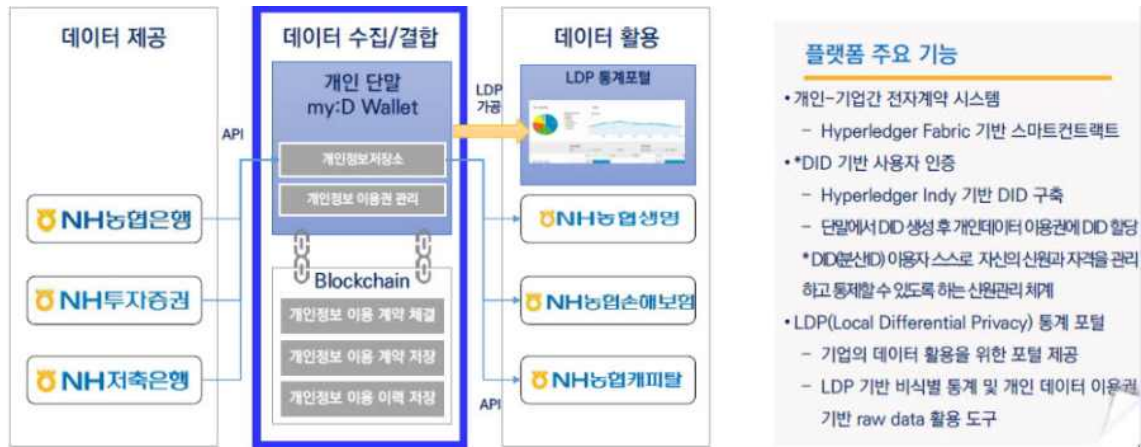 데이터 제공
API
NH농협은행
NH투자증권
NH저축은행
데이터 수집/결합
개인 단말
my:D Wallet
개인정보저장소
개인정보 이용권 관리
Blockchain
개인정보 이용 계약 체결
개인정보 이용 계약 저장
개인정보 이용 이력 저장
LDP
가공
API
데이터 활용
LDP 통계포털
NH농협생명
NH농협손해보험
NH농협캐피탈
플랫폼 주요 기능
•개인-기업간 전자계약 시스템
- Hyperledger Fabric 기반 스마트컨트랙트
•*DID 기반 사용자 인증
- Hyperledger Indy 기반 DID 구축
- 단말에서 DID 생성 후 개인데이터 이용권에 DID 할당
*DID(분산ID) 이용자 스스로 자신의 신원과 자격을 관리
하고 통제할 수 있도록 하는 신원관리 체계
•LDP(Local Differential Privacy) 통계 포털
- 기업의 데이터 활용을 위한 포털 제공
- LDP 기반 비식별 통계 및 개인 데이터 이용권
기반 raw data 활용 도구